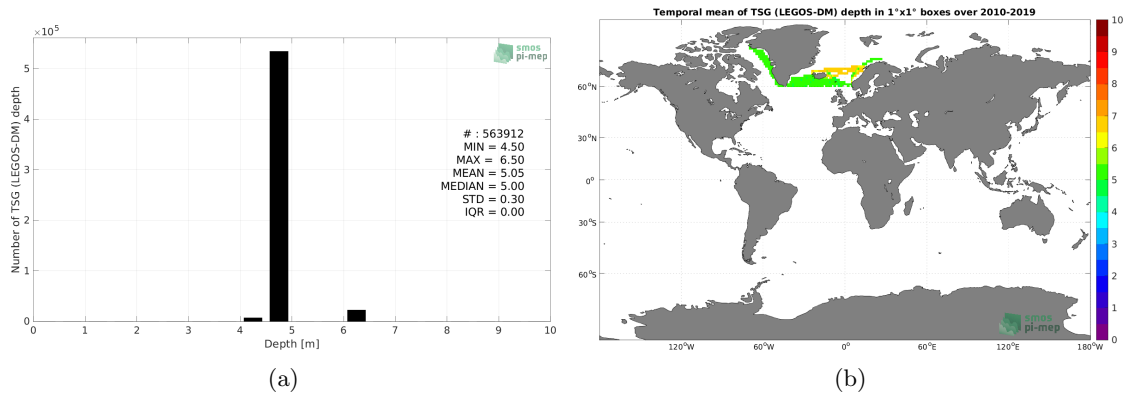 ×10⁵
smos
pi-mep
Number of TSG (LEGOS-DM) depth
5
4
3
2
1
0
# : 563912
MIN = 4.50
MAX = 6.50
MEAN = 5.05
MEDIAN = 5.00
STD = 0.30
IQR = 0.00
0 1 2 3 4 5 6 7 8 9 10
Depth [m]
(a)
Temporal mean of TSG (LEGOS-DM) depth in 1°x1° boxes over 2010-2019
60°N
30°N
0°
30°S
60°S
120°W 60°W 0° 60°E 120°E 180°W
smos
pi-mep
10
9
8
7
6
5
4
3
2
1
0
(b)